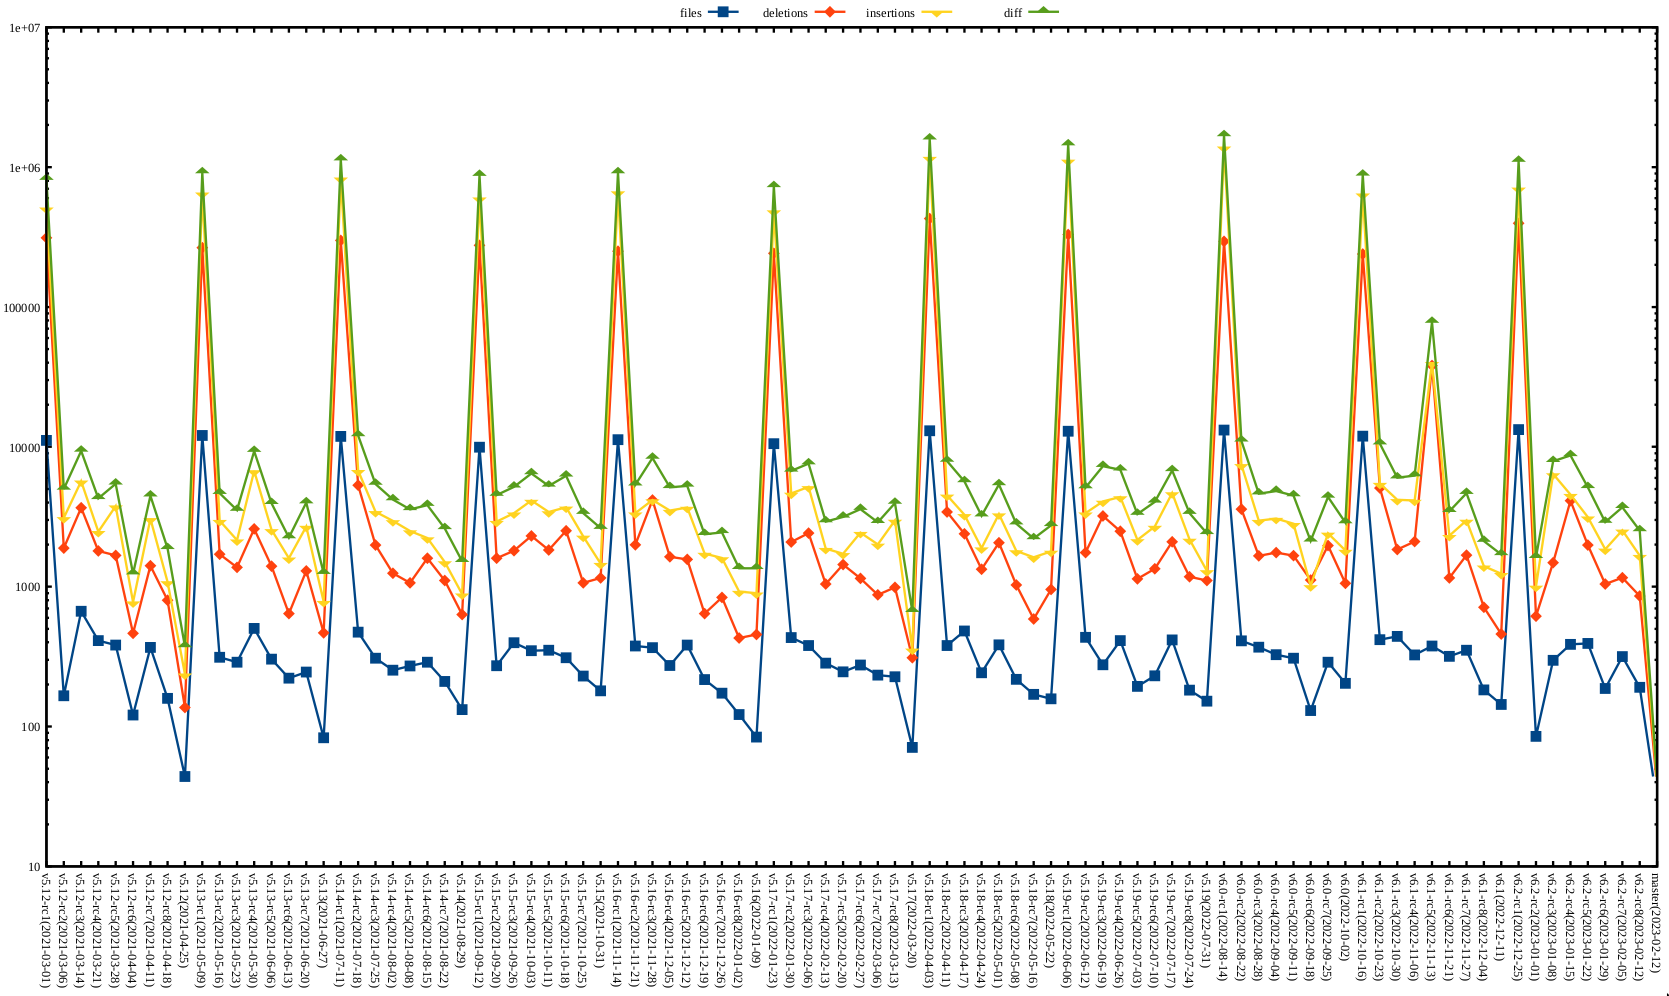 files deletions insertions diff
1e+07
1e+06
100000
10000
1000
100
10
v5.12-rc1(2021-03-01)
v5.12-rc2(2021-03-06)
v5.12-rc3(2021-03-14)
v5.12-rc4(2021-03-21)
v5.12-rc5(2021-03-28)
v5.12-rc6(2021-04-04)
v5.12-rc7(2021-04-11)
v5.12-rc8(2021-04-18)
v5.12(2021-04-25)
v5.13-rc1(2021-05-09)
v5.13-rc2(2021-05-16)
v5.13-rc3(2021-05-23)
v5.13-rc4(2021-05-30)
v5.13-rc5(2021-06-06)
v5.13-rc6(2021-06-13)
v5.13-rc7(2021-06-20)
v5.13(2021-06-27)
v5.14-rc1(2021-07-11)
v5.14-rc2(2021-07-18)
v5.14-rc3(2021-07-25)
v5.14-rc4(2021-08-02)
v5.14-rc5(2021-08-08)
v5.14-rc6(2021-08-15)
v5.14-rc7(2021-08-22)
v5.14(2021-08-29)
v5.15-rc1(2021-09-12)
v5.15-rc2(2021-09-20)
v5.15-rc3(2021-09-26)
v5.15-rc4(2021-10-03)
v5.15-rc5(2021-10-11)
v5.15-rc6(2021-10-18)
v5.15-rc7(2021-10-25)
v5.15(2021-10-31)
v5.16-rc1(2021-11-14)
v5.16-rc2(2021-11-21)
v5.16-rc3(2021-11-28)
v5.16-rc4(2021-12-05)
v5.16-rc5(2021-12-12)
v5.16-rc6(2021-12-19)
v5.16-rc7(2021-12-26)
v5.16-rc8(2022-01-02)
v5.16(2022-01-09)
v5.17-rc1(2022-01-23)
v5.17-rc2(2022-01-30)
v5.17-rc3(2022-02-06)
v5.17-rc4(2022-02-13)
v5.17-rc5(2022-02-20)
v5.17-rc6(2022-02-27)
v5.17-rc7(2022-03-06)
v5.17-rc8(2022-03-13)
v5.17(2022-03-20)
v5.18-rc1(2022-04-03)
v5.18-rc2(2022-04-11)
v5.18-rc3(2022-04-17)
v5.18-rc4(2022-04-24)
v5.18-rc5(2022-05-01)
v5.18-rc6(2022-05-08)
v5.18-rc7(2022-05-16)
v5.18(2022-05-22)
v5.19-rc1(2022-06-06)
v5.19-rc2(2022-06-12)
v5.19-rc3(2022-06-19)
v5.19-rc4(2022-06-26)
v5.19-rc5(2022-07-03)
v5.19-rc6(2022-07-10)
v5.19-rc7(2022-07-17)
v5.19-rc8(2022-07-24)
v5.19(2022-07-31)
v6.0-rc1(2022-08-14)
v6.0-rc2(2022-08-22)
v6.0-rc3(2022-08-28)
v6.0-rc4(2022-09-04)
v6.0-rc5(2022-09-11)
v6.0-rc6(2022-09-18)
v6.0-rc7(2022-09-25)
v6.0(2022-10-02)
v6.1-rc1(2022-10-16)
v6.1-rc2(2022-10-23)
v6.1-rc3(2022-10-30)
v6.1-rc4(2022-11-06)
v6.1-rc5(2022-11-13)
v6.1-rc6(2022-11-21)
v6.1-rc7(2022-11-27)
v6.1-rc8(2022-12-04)
v6.1(2022-12-11)
v6.2-rc1(2022-12-25)
v6.2-rc2(2023-01-01)
v6.2-rc3(2023-01-08)
v6.2-rc4(2023-01-15)
v6.2-rc5(2023-01-22)
v6.2-rc6(2023-01-29)
v6.2-rc7(2023-02-05)
v6.2-rc8(2023-02-12)
master(2023-02-12)